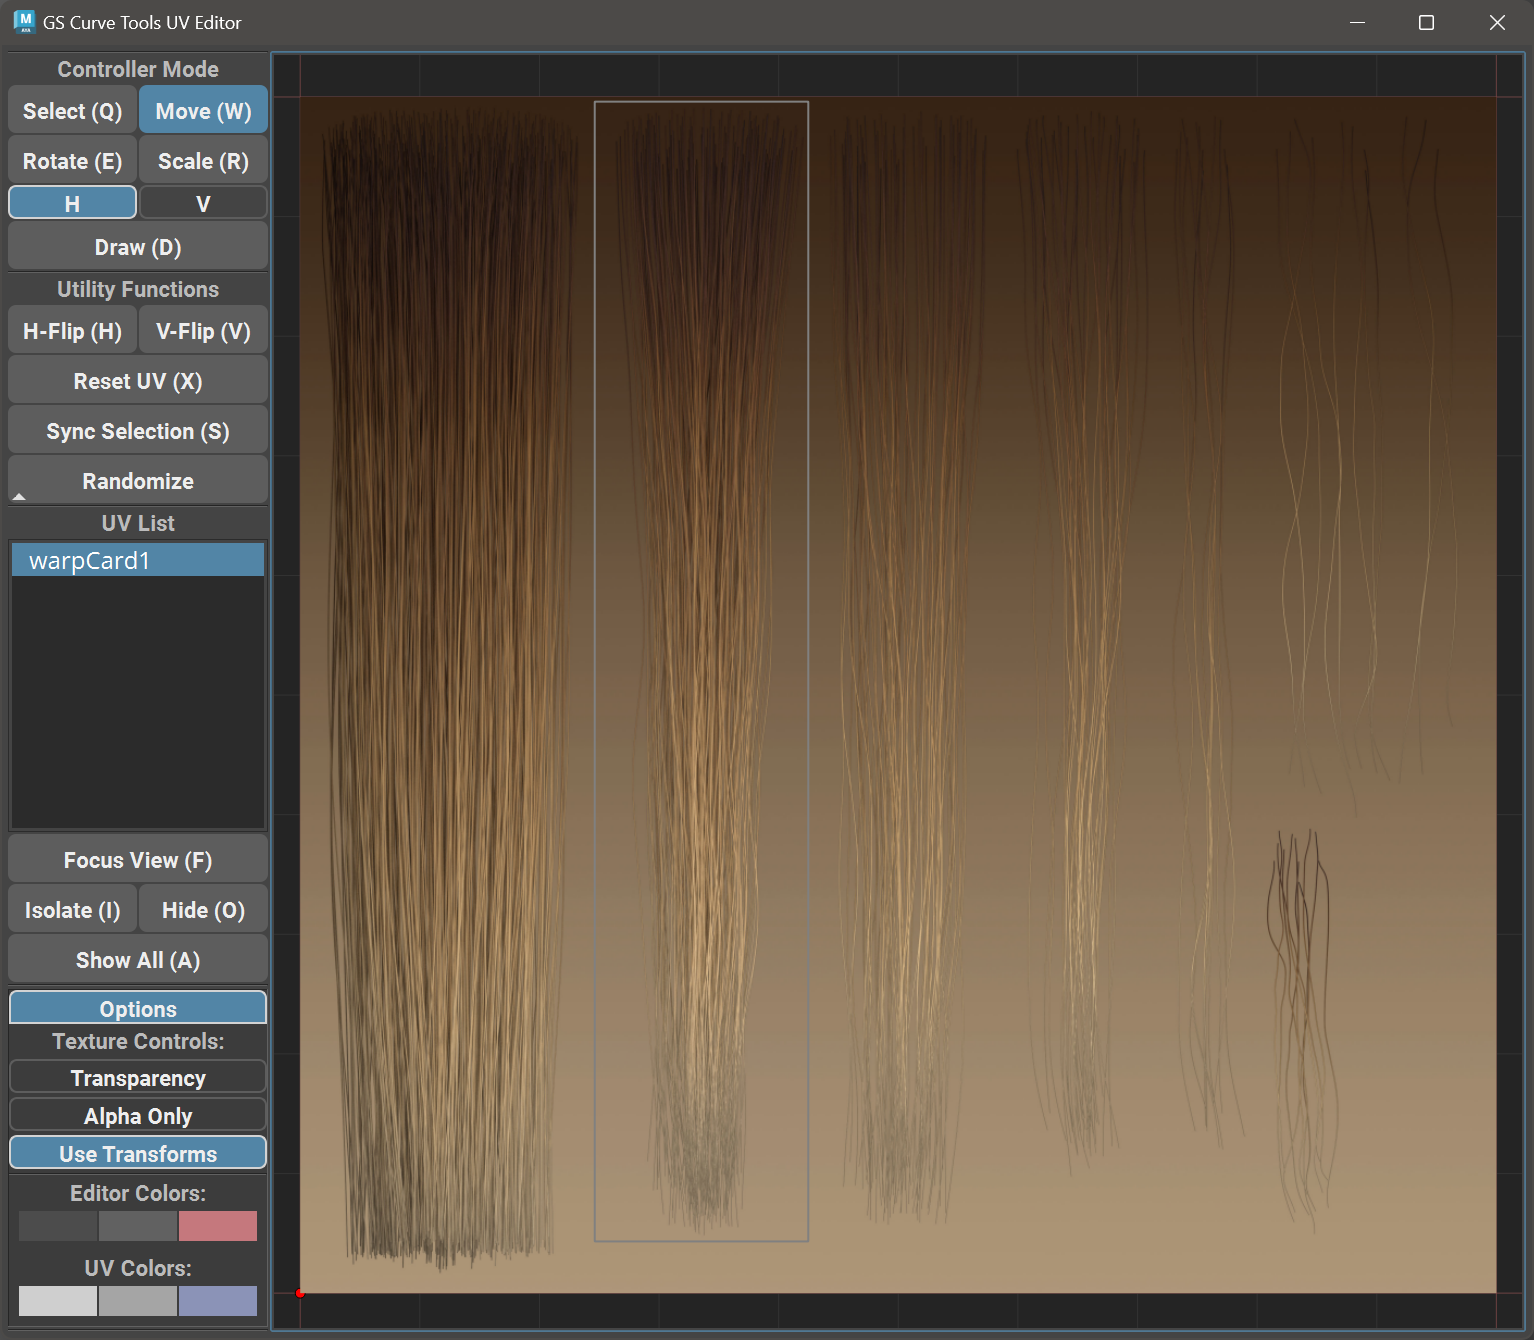 GS Curve Tools UV Editor
Controller Mode
Select (Q) Move (W)
Rotate (E) Scale (R)
H V
Draw (D)
Utility Functions
H-Flip (H) V-Flip (V)
Reset UV (X)
Sync Selection (S)
Randomize
UV List
warpCard1
Focus View (F)
Isolate (I) Hide (O)
Show All (A)
Options
Texture Controls:
Transparency
Alpha Only
Use Transforms
Editor Colors:
UV Colors: